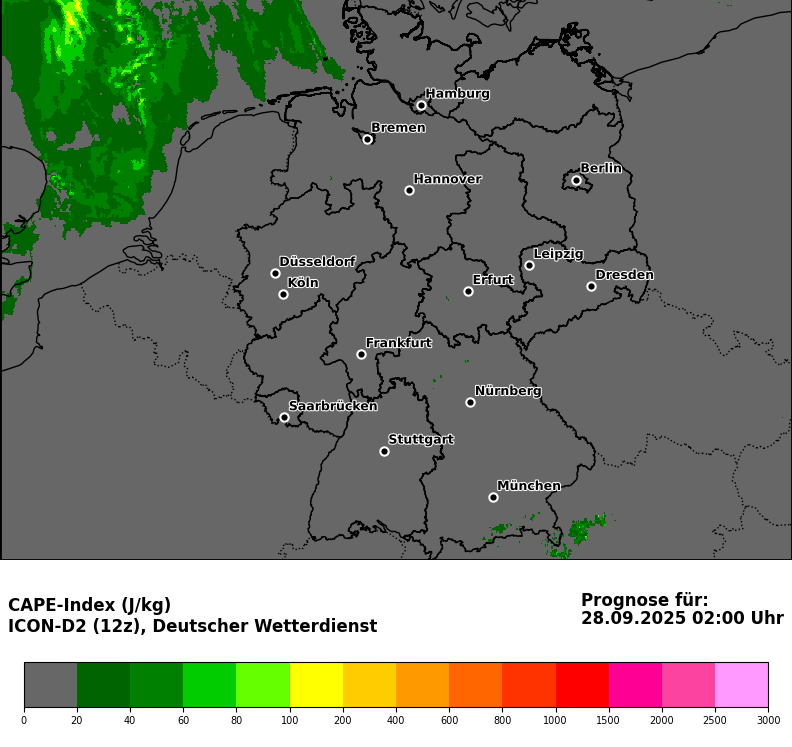 Hamburg
Bremen
Berlin
Hannover
Leipzig
Düsseldorf
Dresden
Köln
Erfurt
Frankfurt
Nürnberg
Saarbrücken
Stuttgart
München
CAPE-Index (J/kg)
ICON-D2 (12z), Deutscher Wetterdienst
Prognose für:
28.09.2025 02:00 Uhr
0 20 40 60 80 100 200 400 600 800 1000 1500 2000 2500 3000